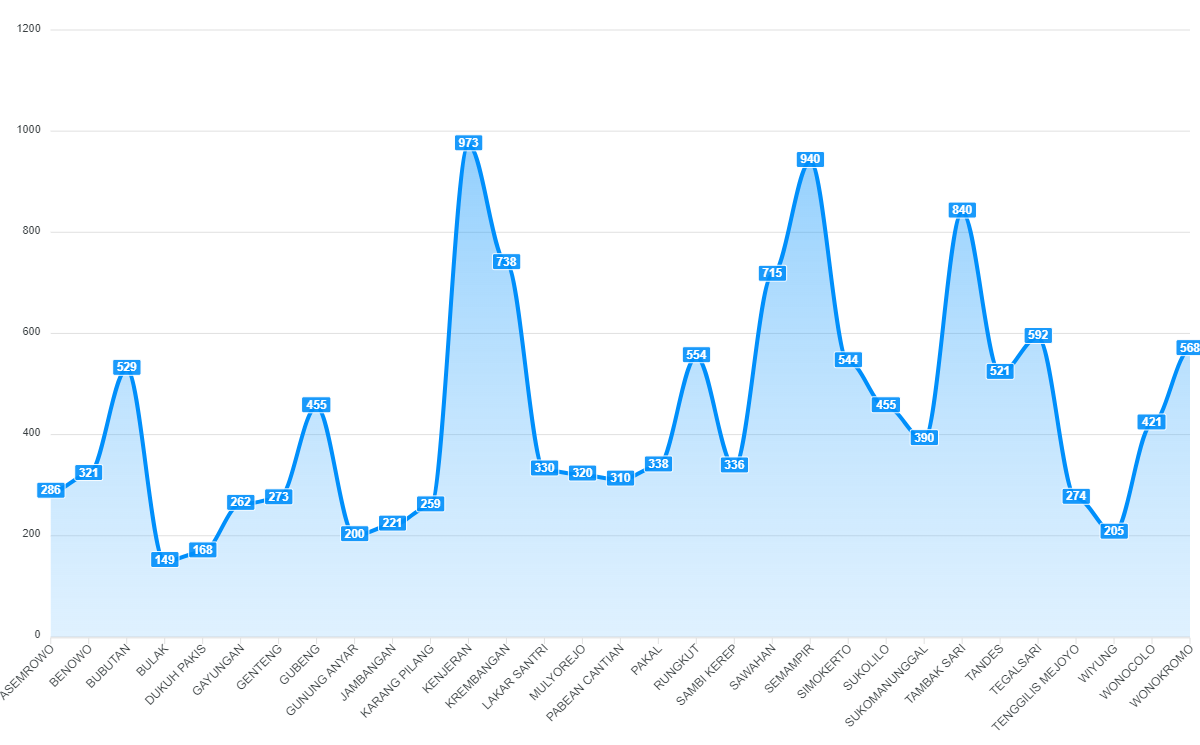 1200
1000
800
600
400
200
0
286
321
529
149
168
262
273
455
200
221
259
973
738
330
320
310
338
554
336
715
940
544
455
390
840
521
592
274
205
421
568
ASEMROWO
BENOWO
BUBUTAN
BULAK
DUKUH PAKIS
GAYUNGAN
GENTENG
GUBENG
GUNUNG ANYAR
JAMBANGAN
KARANG PILANG
KENJERAN
KREMBANGAN
LAKAR SANTRI
MULYOREJO
PABEAN CANTIAN
PAKAL
RUNGKUT
SAMBI KEREP
SAWAHAN
SEMAMPIR
SIMOKERTO
SUKOLILO
SUKOMANUNGGAL
TAMBAK SARI
TANDES
TEGALSARI
TENGGILIS MEJOYO
WIYUNG
WONOCOLO
WONOKROMO